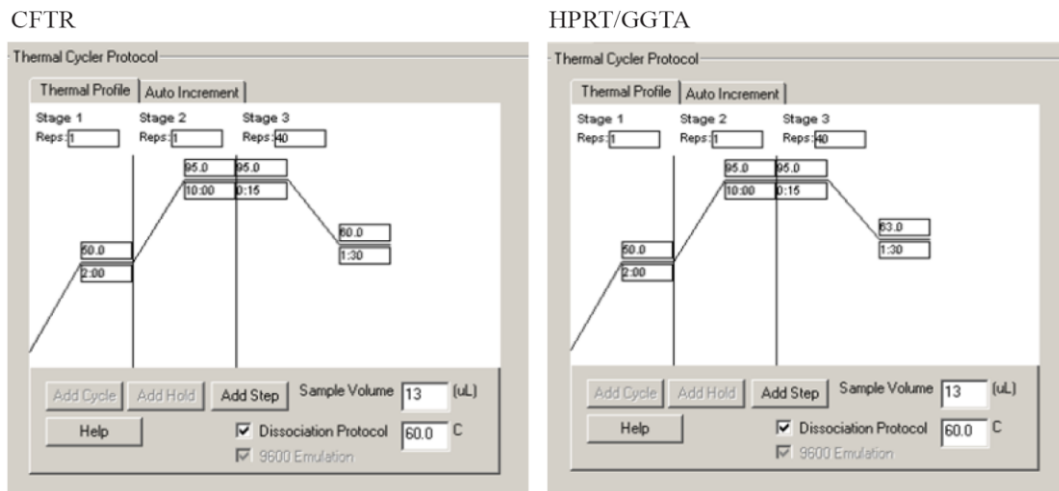 CFTR
Thermal Cycler Protocol
Thermal Profile Auto Increment
Stage 1 Stage 2 Stage 3
Reps: 1 Reps: 1 Reps: 40
95.0 95.0
10:00 0:15
60.0
1:30
50.0
2:00
Add Cycle Add Hold Add Step Sample Volume 13 (uL)
Help Dissociation Protocol 60.0 C
9600 Emulation
HPRT/GGTA
Thermal Cycler Protocol
Thermal Profile Auto Increment
Stage 1 Stage 2 Stage 3
Reps: 1 Reps: 1 Reps: 40
95.0 95.0
10:00 0:15
63.0
1:30
50.0
2:00
Add Cycle Add Hold Add Step Sample Volume 13 (uL)
Help Dissociation Protocol 60.0 C
9600 Emulation